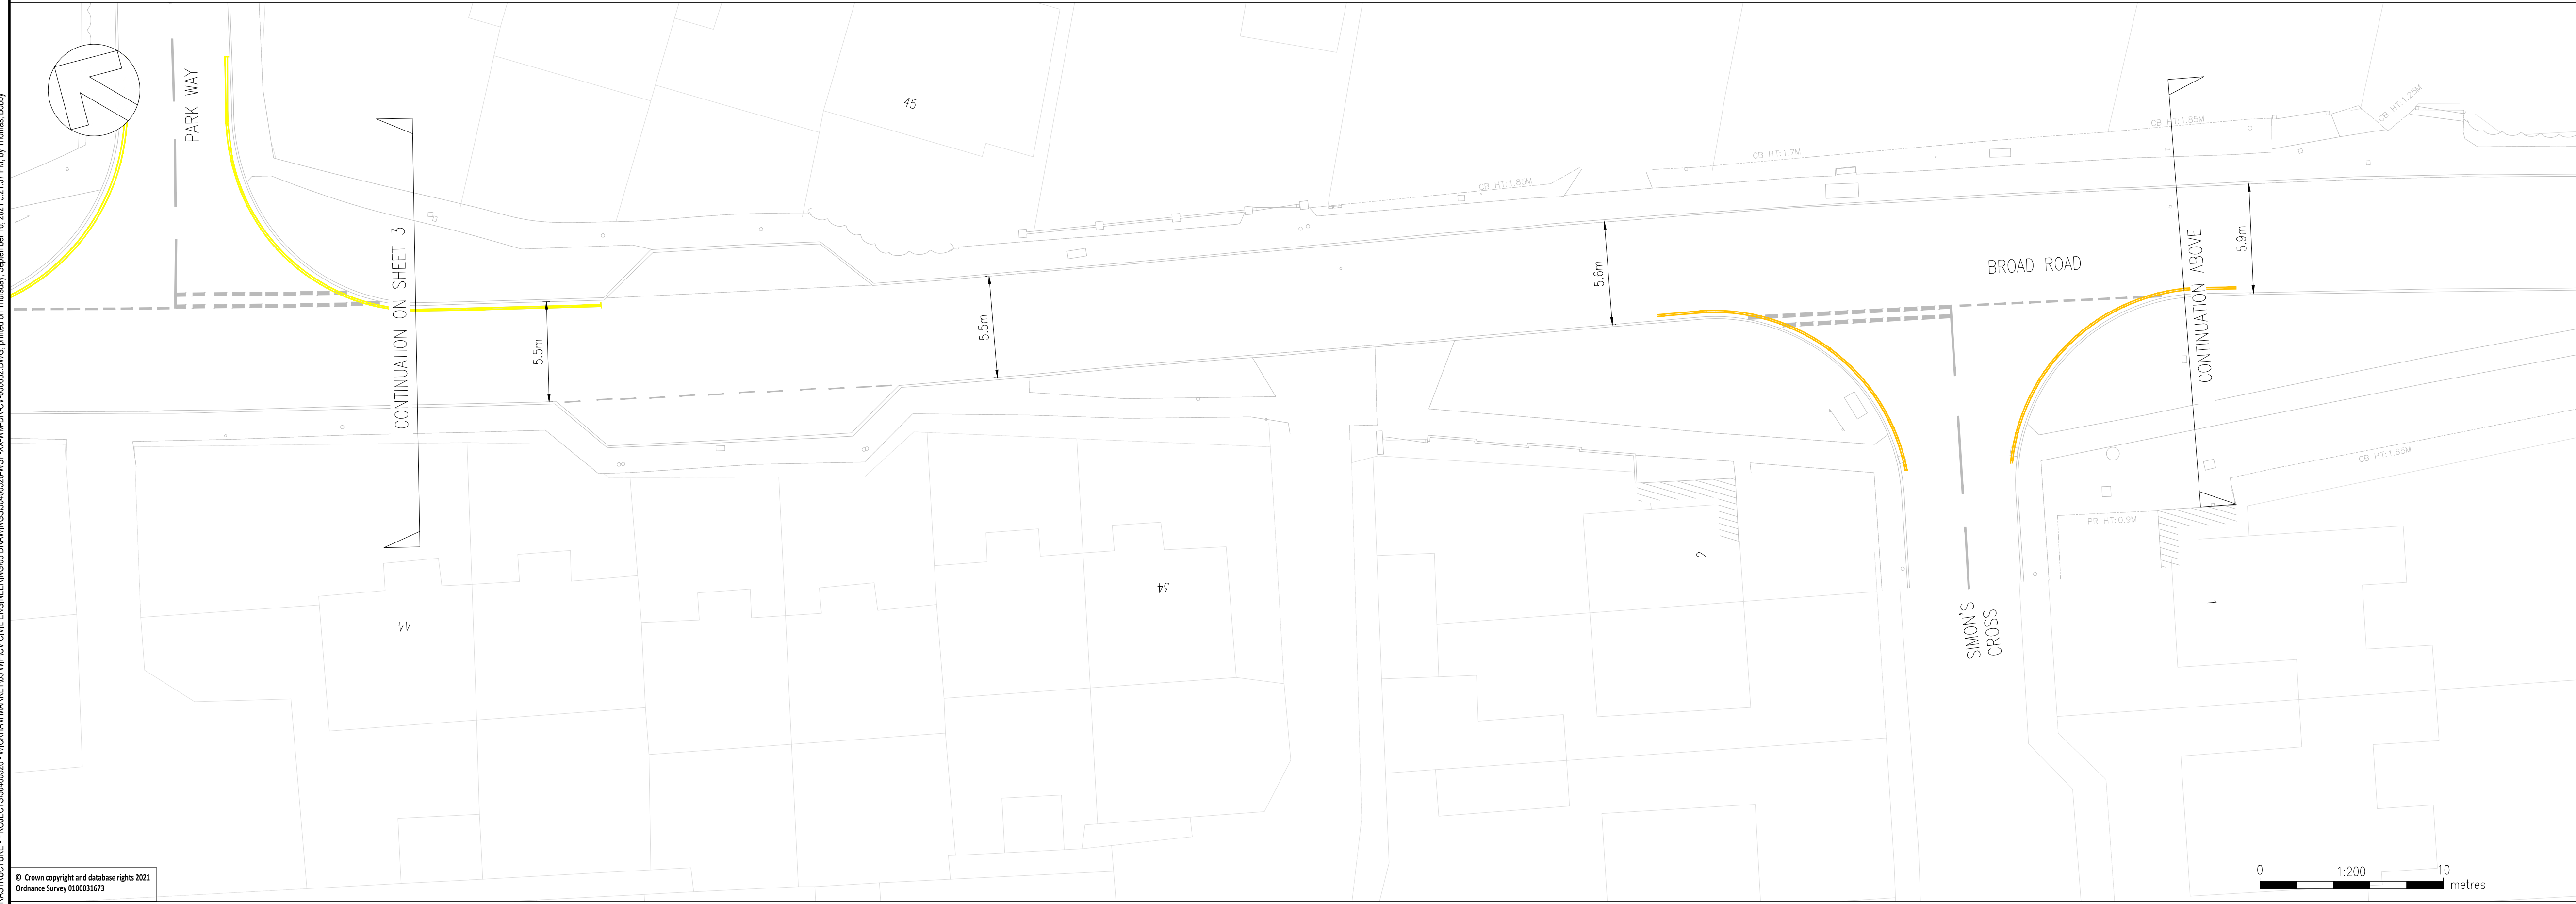 PARK WAY
CONTINUATION ON SHEET 3
45
5.5m
5.5m
CB HT:1.85M
CB HT:1.7M
5.6m
BROAD ROAD
CB HT:1.85M
CB HT:1.25M
CONTINUATION ABOVE
5.9m
44
34
2
SIMON'S
CROSS
1
PR HT:0.9M
CB HT:1.65M
© Crown copyright and database rights 2021
Ordnance Survey 0100031673
0 1:200 10
metres